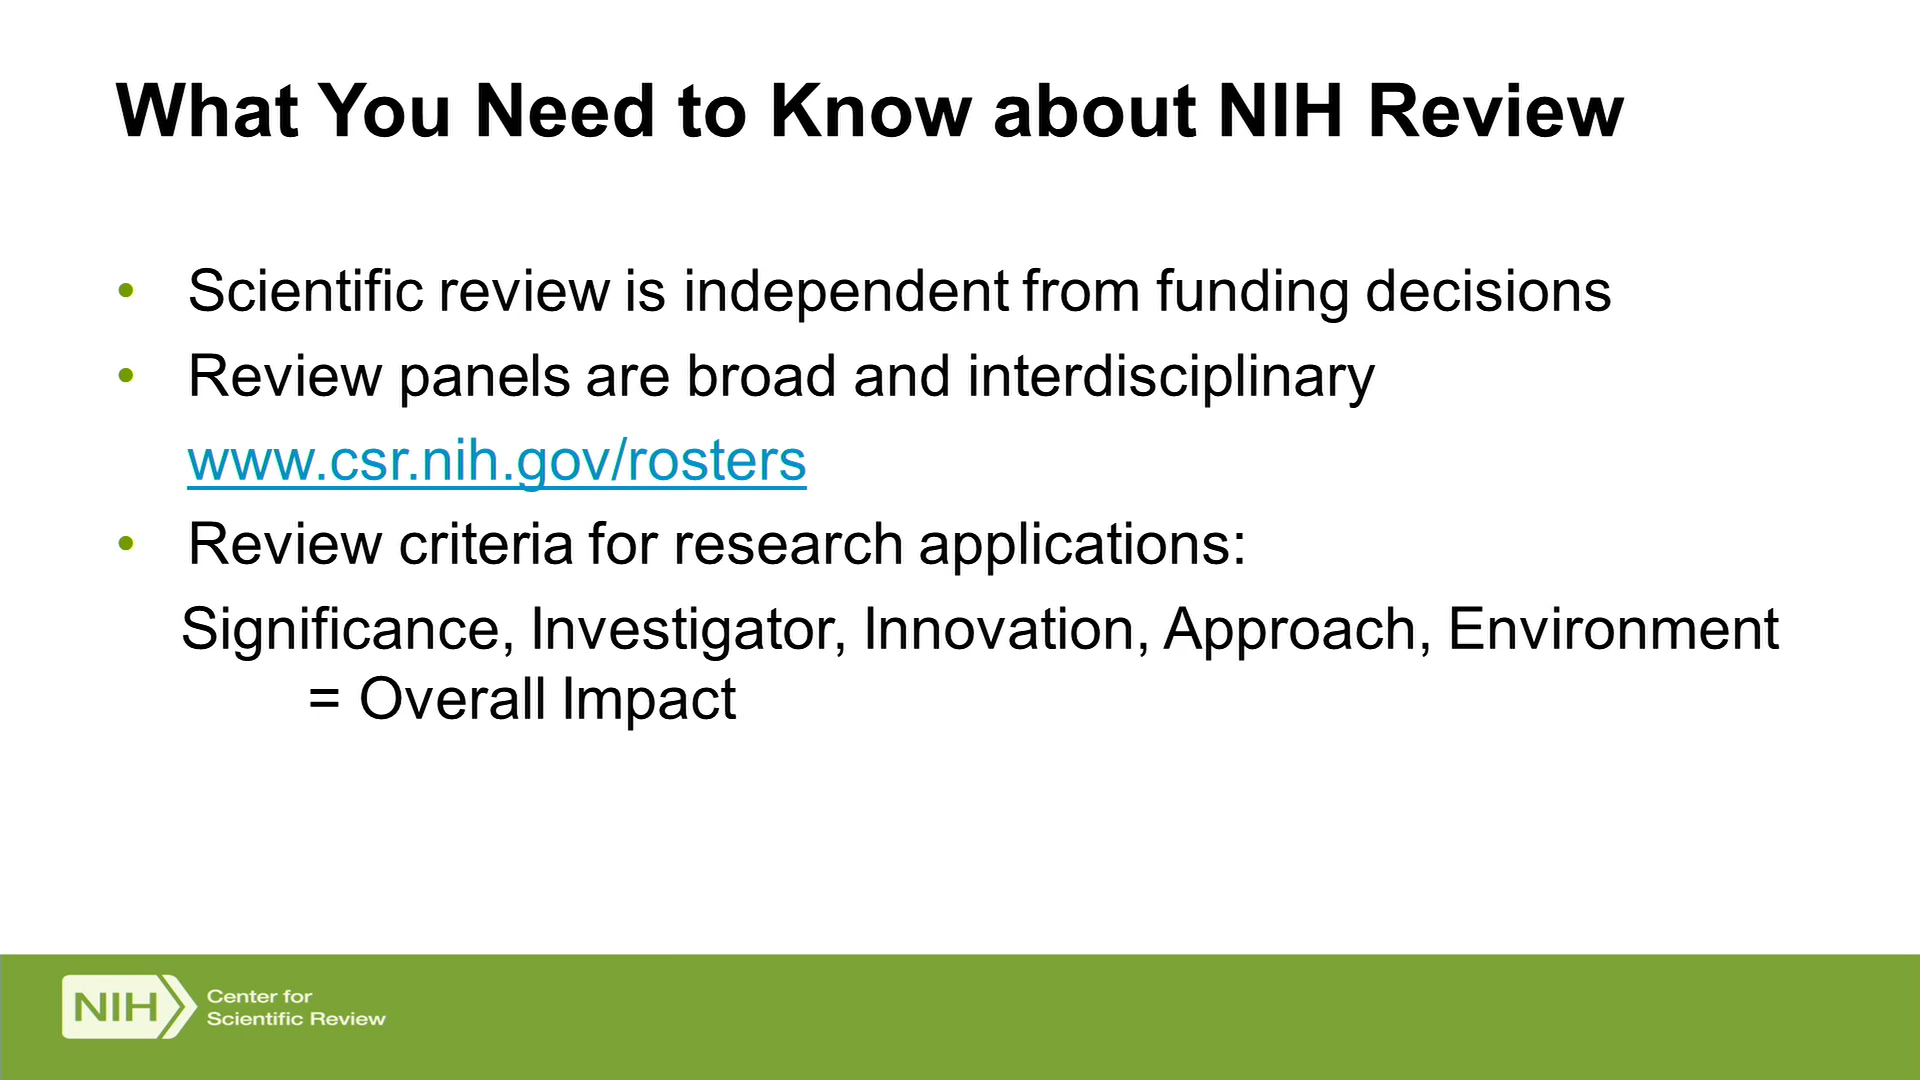 What You Need to Know about NIH Review
• Scientific review is independent from funding decisions
• Review panels are broad and interdisciplinary
www.csr.nih.gov/rosters
• Review criteria for research applications:
Significance, Investigator, Innovation, Approach, Environment
= Overall Impact
NIH
Center for
Scientific Review